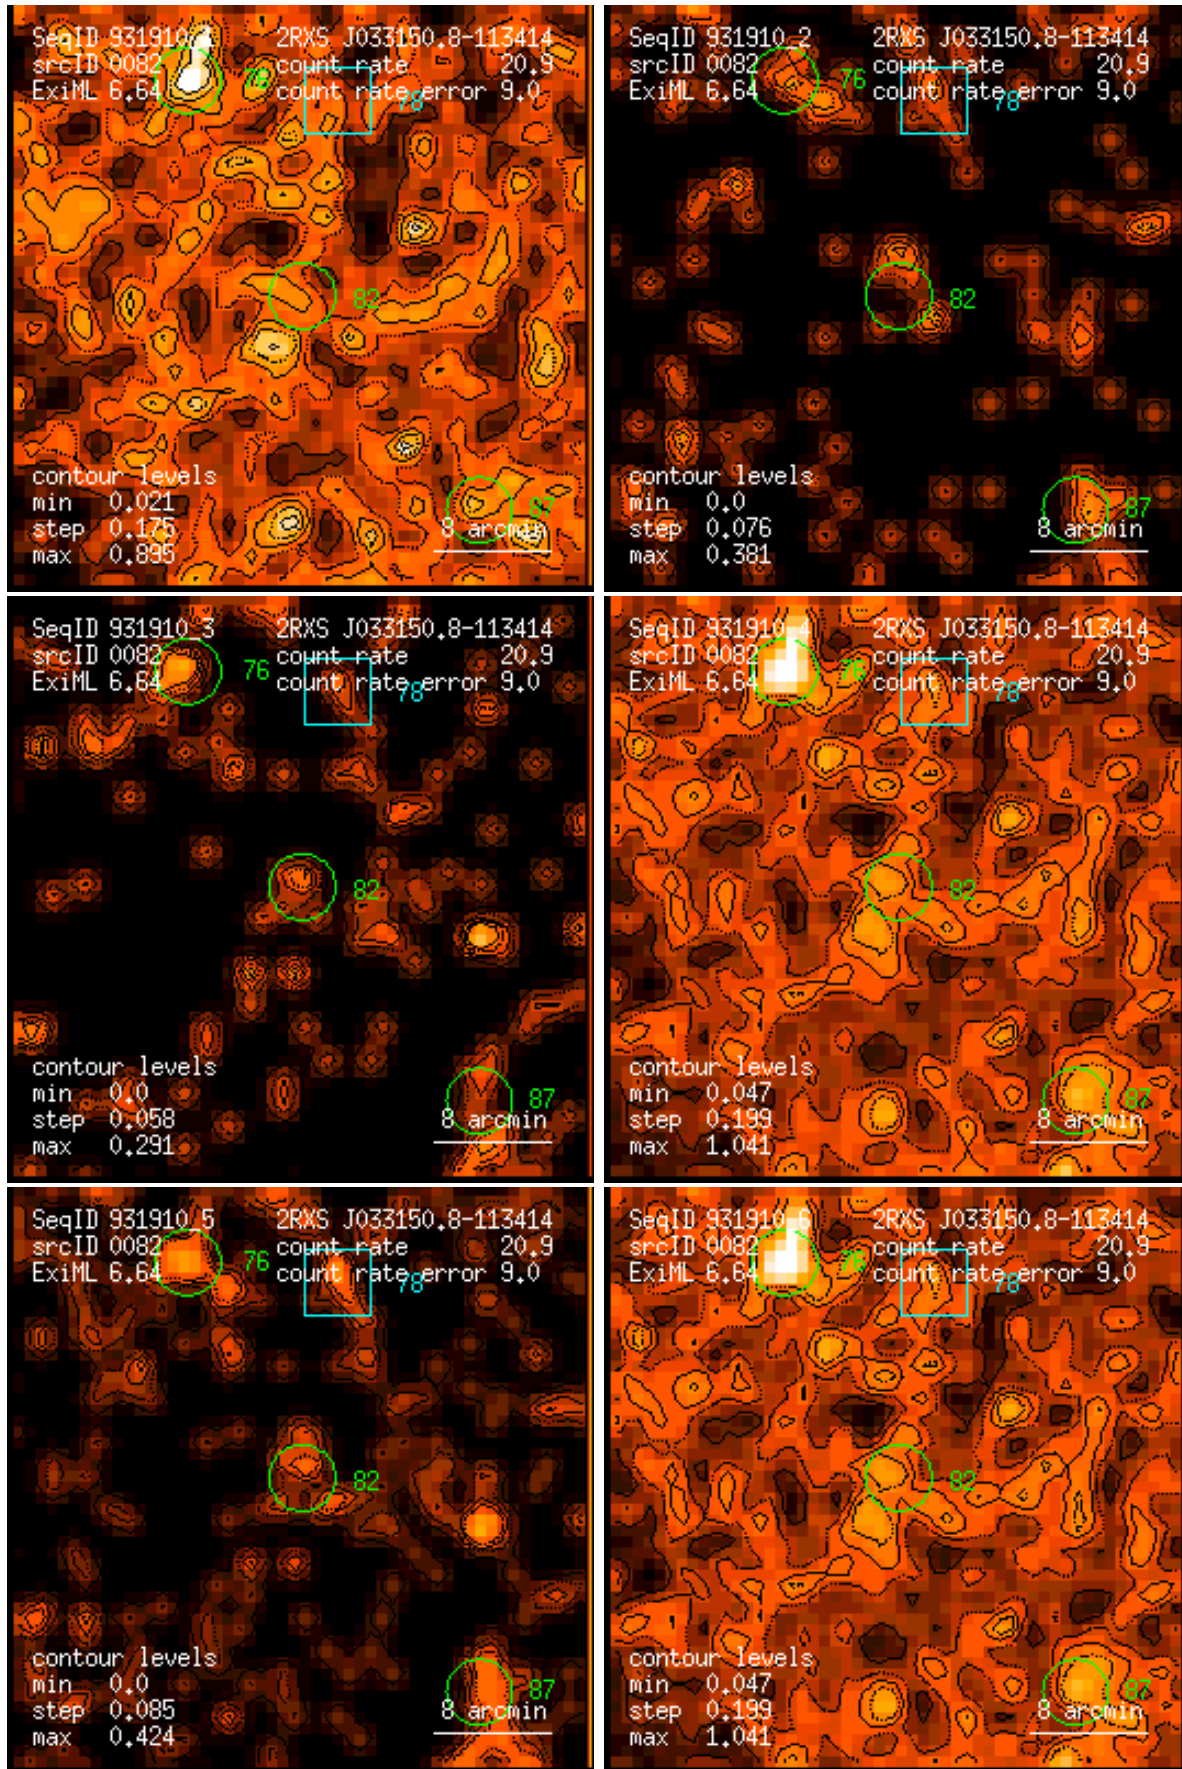 SeqID 931910_1 2RXS J033150.8-113414
srcID 0082 count rate 20.9
ExiML 6.64 count rate error 9.0
76
78
82
contour levels
min 0.021
step 0.175
max 0.895
87
8 arcmin
SeqID 931910_2 2RXS J033150.8-113414
srcID 0082 count rate 20.9
ExiML 6.64 count rate error 9.0
76
78
82
contour levels
min 0.0
step 0.076
max 0.381
87
8 arcmin
SeqID 931910_3 2RXS J033150.8-113414
srcID 0082 count rate 20.9
ExiML 6.64 count rate error 9.0
76
78
82
contour levels
min 0.0
step 0.058
max 0.291
87
8 arcmin
SeqID 931910_4 2RXS J033150.8-113414
srcID 0082 count rate 20.9
ExiML 6.64 count rate error 9.0
76
78
82
contour levels
min 0.047
step 0.199
max 1.041
87
8 arcmin
SeqID 931910_5 2RXS J033150.8-113414
srcID 0082 count rate 20.9
ExiML 6.64 count rate error 9.0
76
78
82
contour levels
min 0.0
step 0.085
max 0.424
87
8 arcmin
SeqID 931910_6 2RXS J033150.8-113414
srcID 0082 count rate 20.9
ExiML 6.64 count rate error 9.0
76
78
82
contour levels
min 0.047
step 0.199
max 1.041
87
8 arcmin